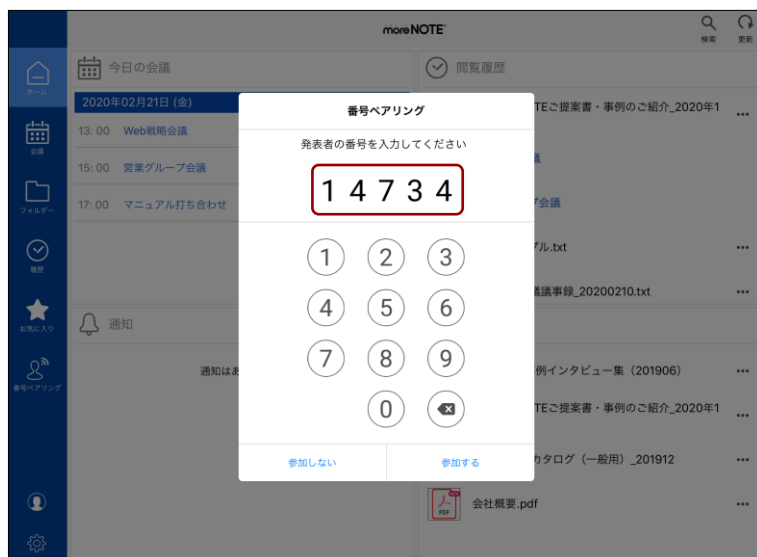 moreNOTE
検索
更新
ホーム
会議
フォルダー
履歴
お気に入り
番号ペアリング
今日の会議
2020年02月21日 (金)
13:00 Web戦略会議
15:00 営業グループ会議
17:00 マニュアル打ち合わせ
通知
通知はあ
番号ペアリング
発表者の番号を入力してください
1 4 7 3 4
1 2 3
4 5 6
7 8 9
0
参加しない 参加する
閲覧履歴
TEご提案書・事例のご紹介_2020年1
会議
ル.txt
議事録_20200210.txt
例インタビュー集(201906)
TEご提案書・事例のご紹介_2020年1
カタログ(一般用)_201912
PDF
会社概要.pdf